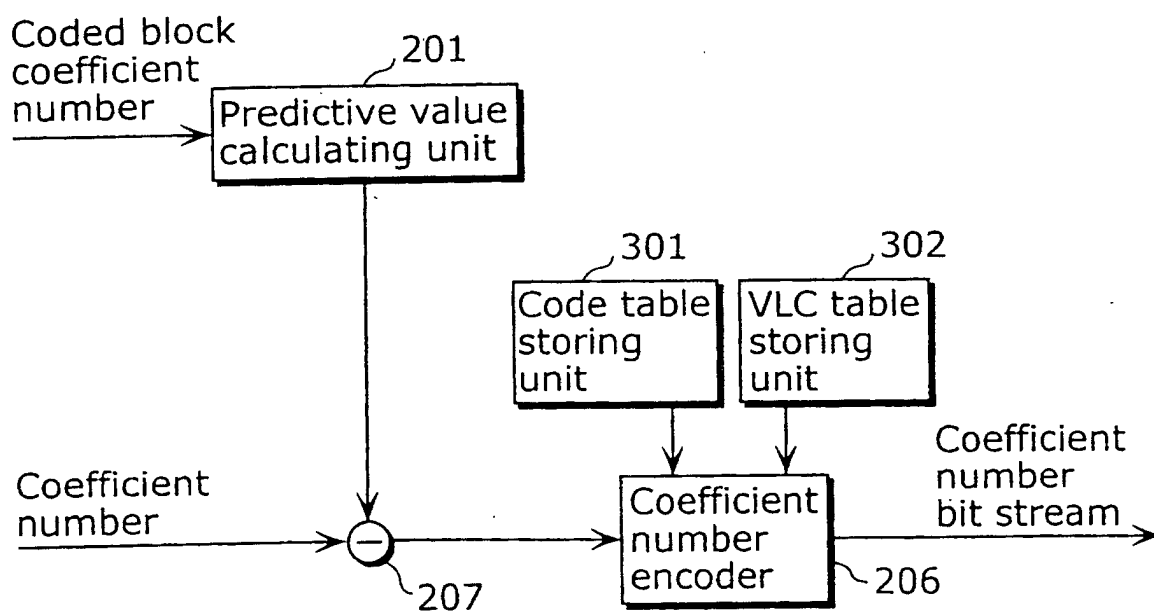 Coded block
coefficient
number
201
Predictive value
calculating unit
301
302
Code table
storing
unit
VLC table
storing
unit
Coefficient
number
207
Coefficient
number
encoder
206
Coefficient
number
bit stream